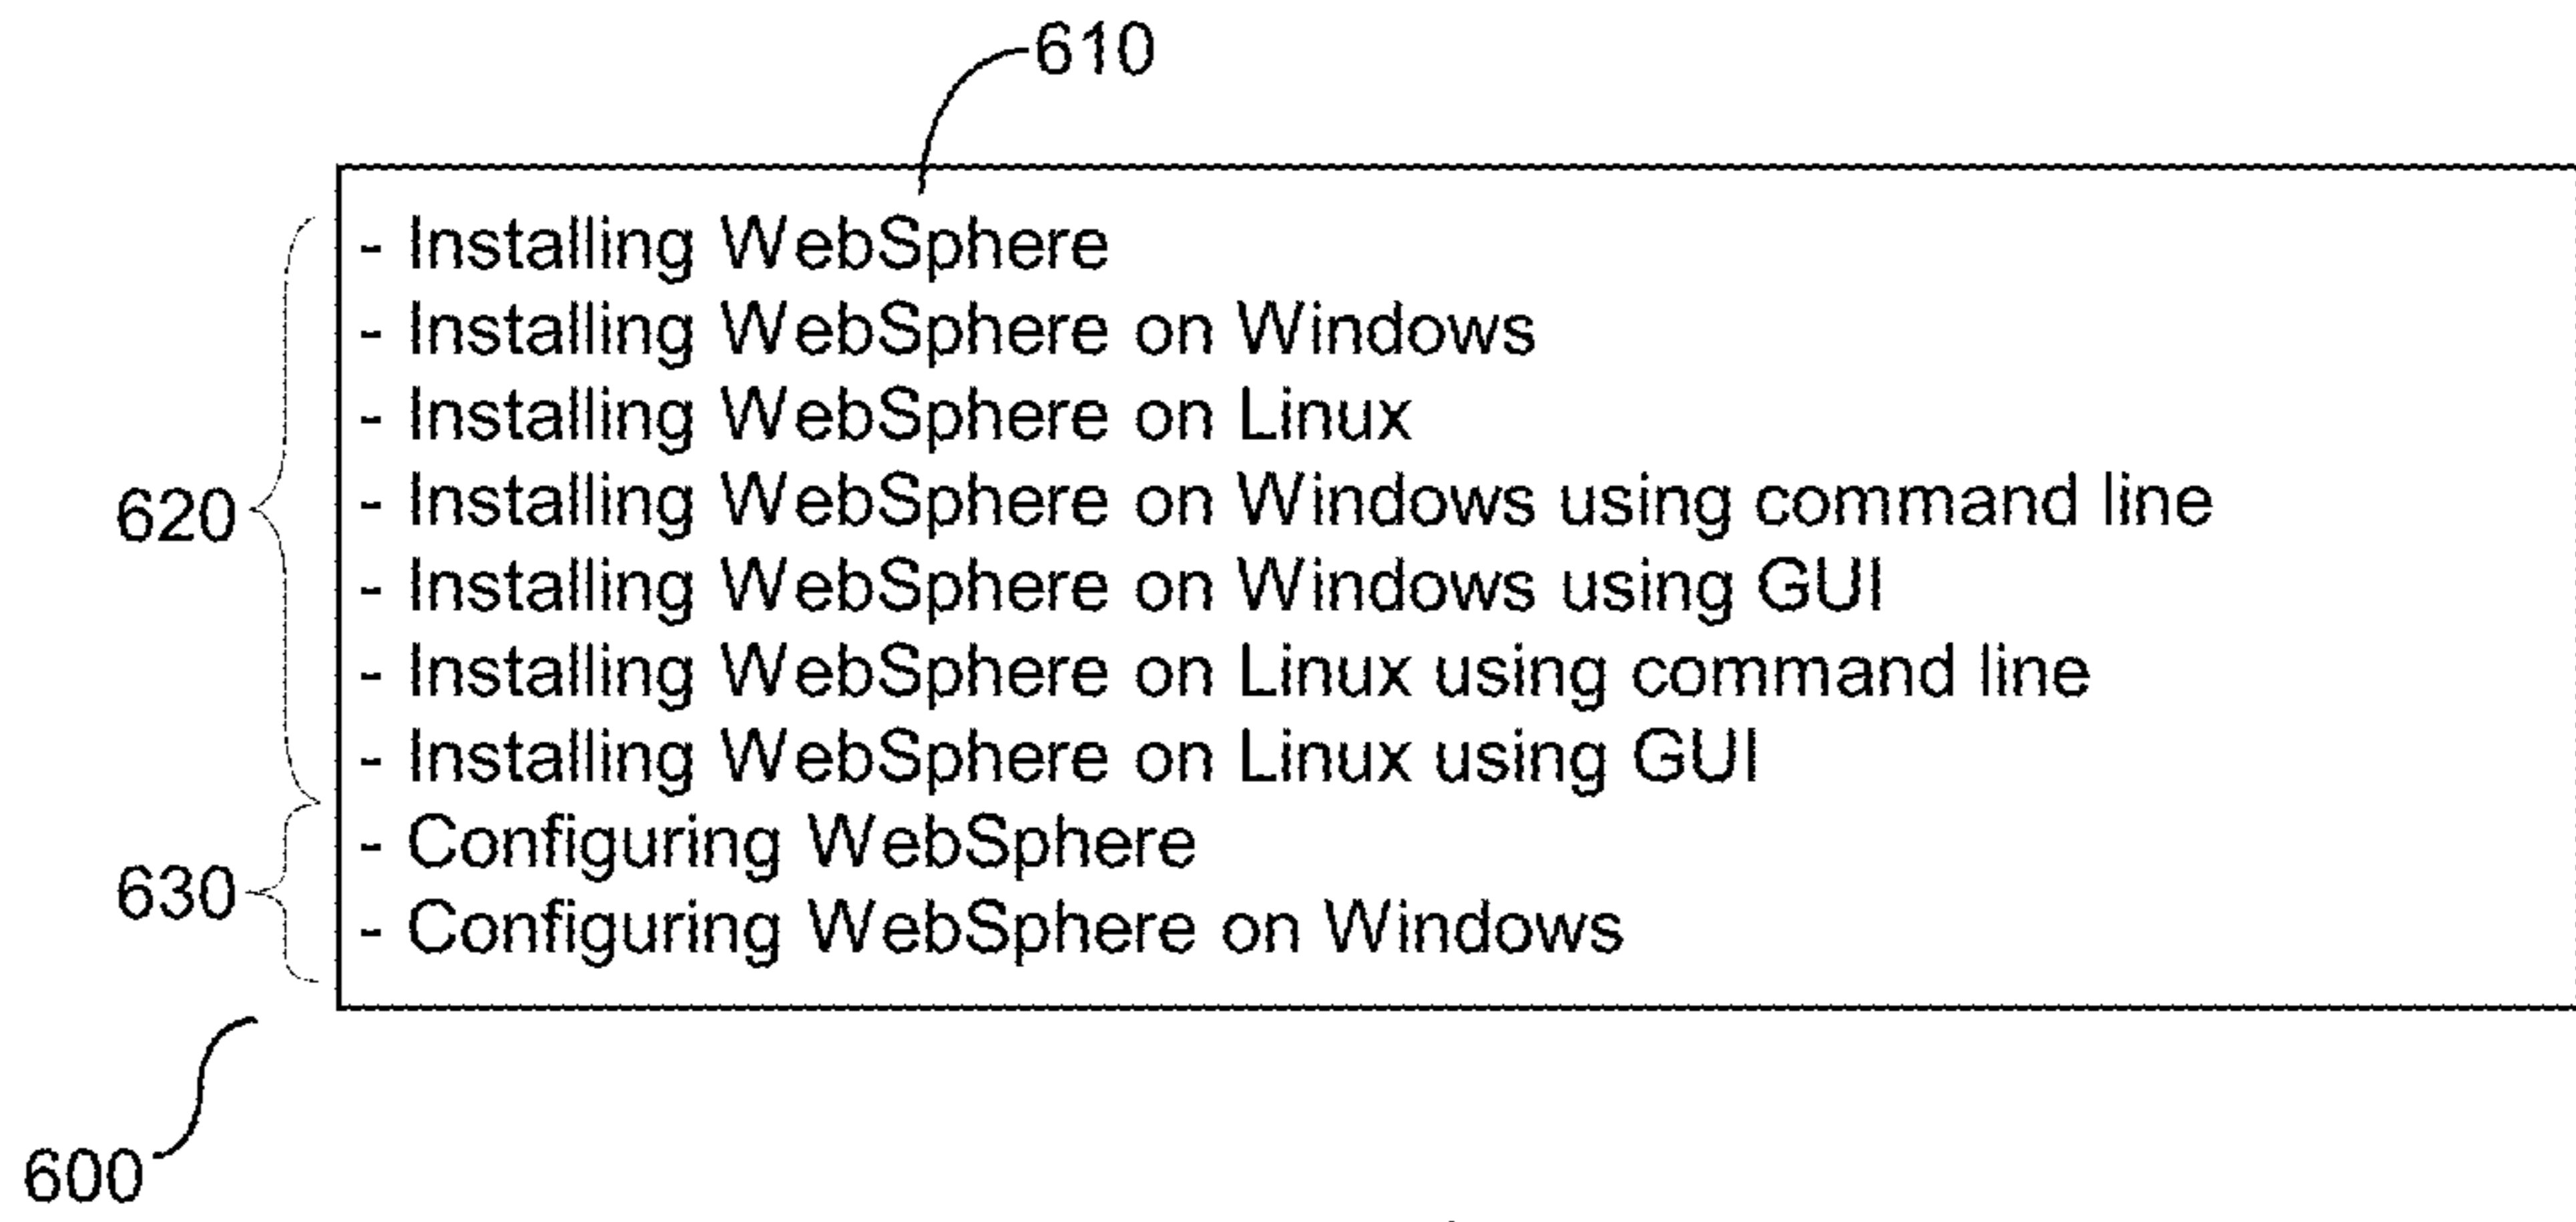 610
- Installing WebSphere
- Installing WebSphere on Windows
- Installing WebSphere on Linux
- Installing WebSphere on Windows using command line
- Installing WebSphere on Windows using GUI
- Installing WebSphere on Linux using command line
- Installing WebSphere on Linux using GUI
- Configuring WebSphere
- Configuring WebSphere on Windows
620
630
600